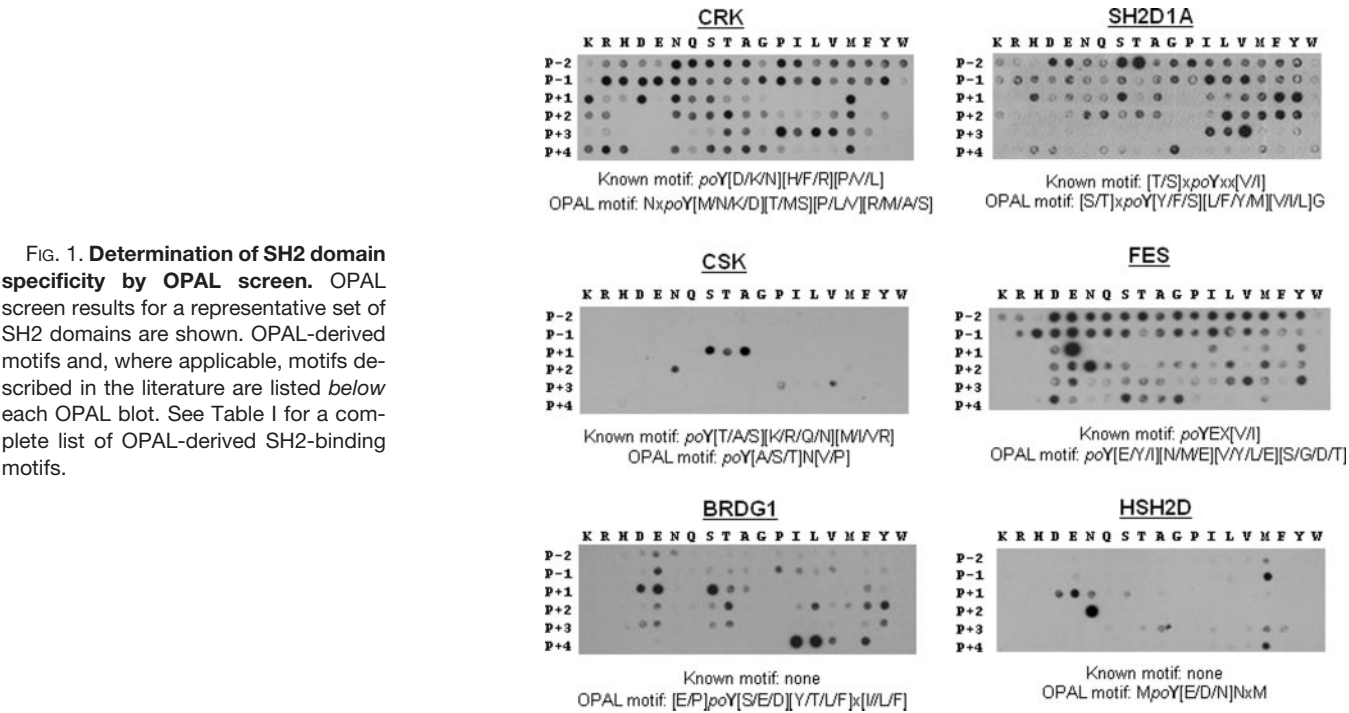 FIG. 1. Determination of SH2 domain
specificity by OPAL screen. OPAL
screen results for a representative set of
SH2 domains are shown. OPAL-derived
motifs and, where applicable, motifs de-
scribed in the literature are listed below
each OPAL blot. See Table I for a com-
plete list of OPAL-derived SH2-binding
motifs.
CRK
K R H D E N Q S T A G P I L V M F Y W
P-2
P-1
P+1
P+2
P+3
P+4
Known motif: poY[D/K/N][H/F/R][P/V/L]
OPAL motif: NxpoY[M/N/K/D][T/MS][P/L/V][R/M/A/S]
SH2D1A
K R H D E N Q S T A G P I L V M F Y W
P-2
P-1
P+1
P+2
P+3
P+4
Known motif: [T/S]xpoYxx[V/I]
OPAL motif: [S/T]xpoY[Y/F/S][L/F/Y/M][V/I/L]G
CSK
K R H D E N Q S T A G P I L V M F Y W
P-2
P-1
P+1
P+2
P+3
P+4
Known motif: poY[T/A/S][K/R/Q/N][M/I/VR]
OPAL motif: poY[A/S/T]N[V/P]
FES
K R H D E N Q S T A G P I L V M F Y W
P-2
P-1
P+1
P+2
P+3
P+4
Known motif: poYEX[V/I]
OPAL motif: poY[E/Y/I][N/M/E][V/Y/L/E][S/G/D/T]
BRDG1
K R H D E N Q S T A G P I L V M F Y W
P-2
P-1
P+1
P+2
P+3
P+4
Known motif: none
OPAL motif: [E/P]poY[S/E/D][Y/T/L/F]x[I//L/F]
HSH2D
K R H D E N Q S T A G P I L V M F Y W
P-2
P-1
P+1
P+2
P+3
P+4
Known motif: none
OPAL motif: MpoY[E/D/N]NxM